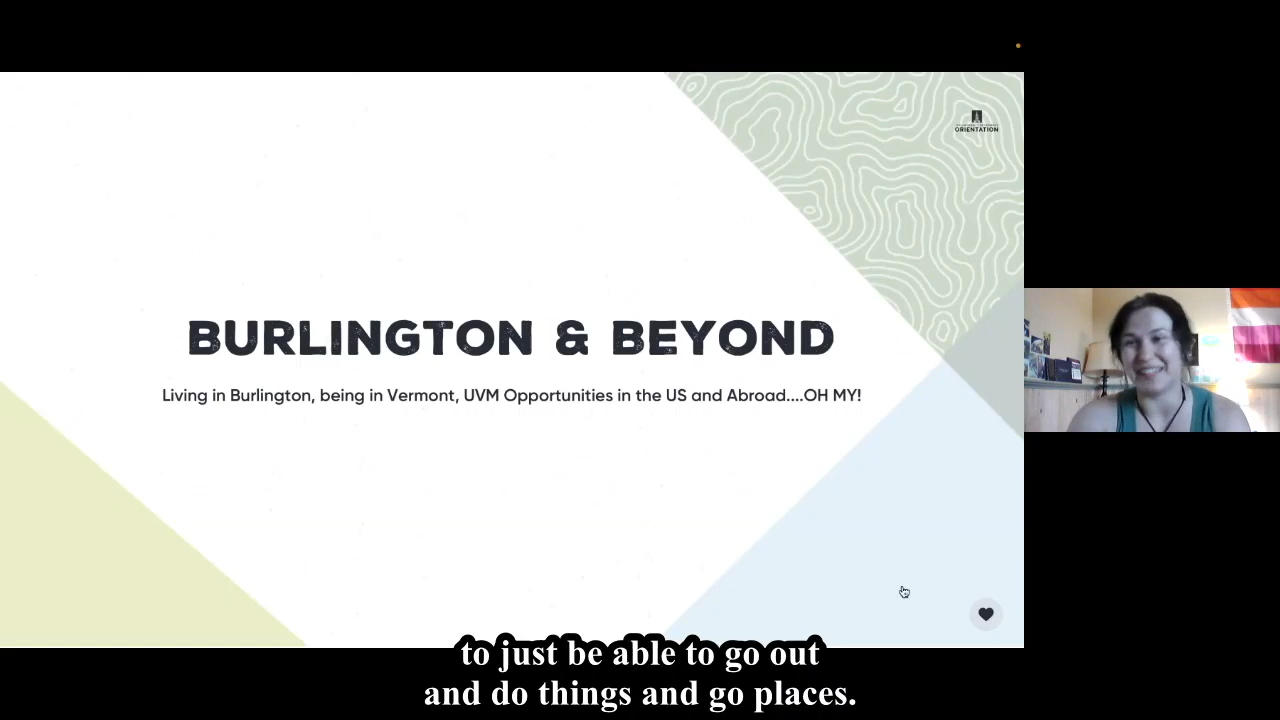 ORIENTATION
BURLINGTON & BEYOND
Living in Burlington, being in Vermont, UVM Opportunities in the US and Abroad....OH MY!
to just be able to go out
and do things and go places.